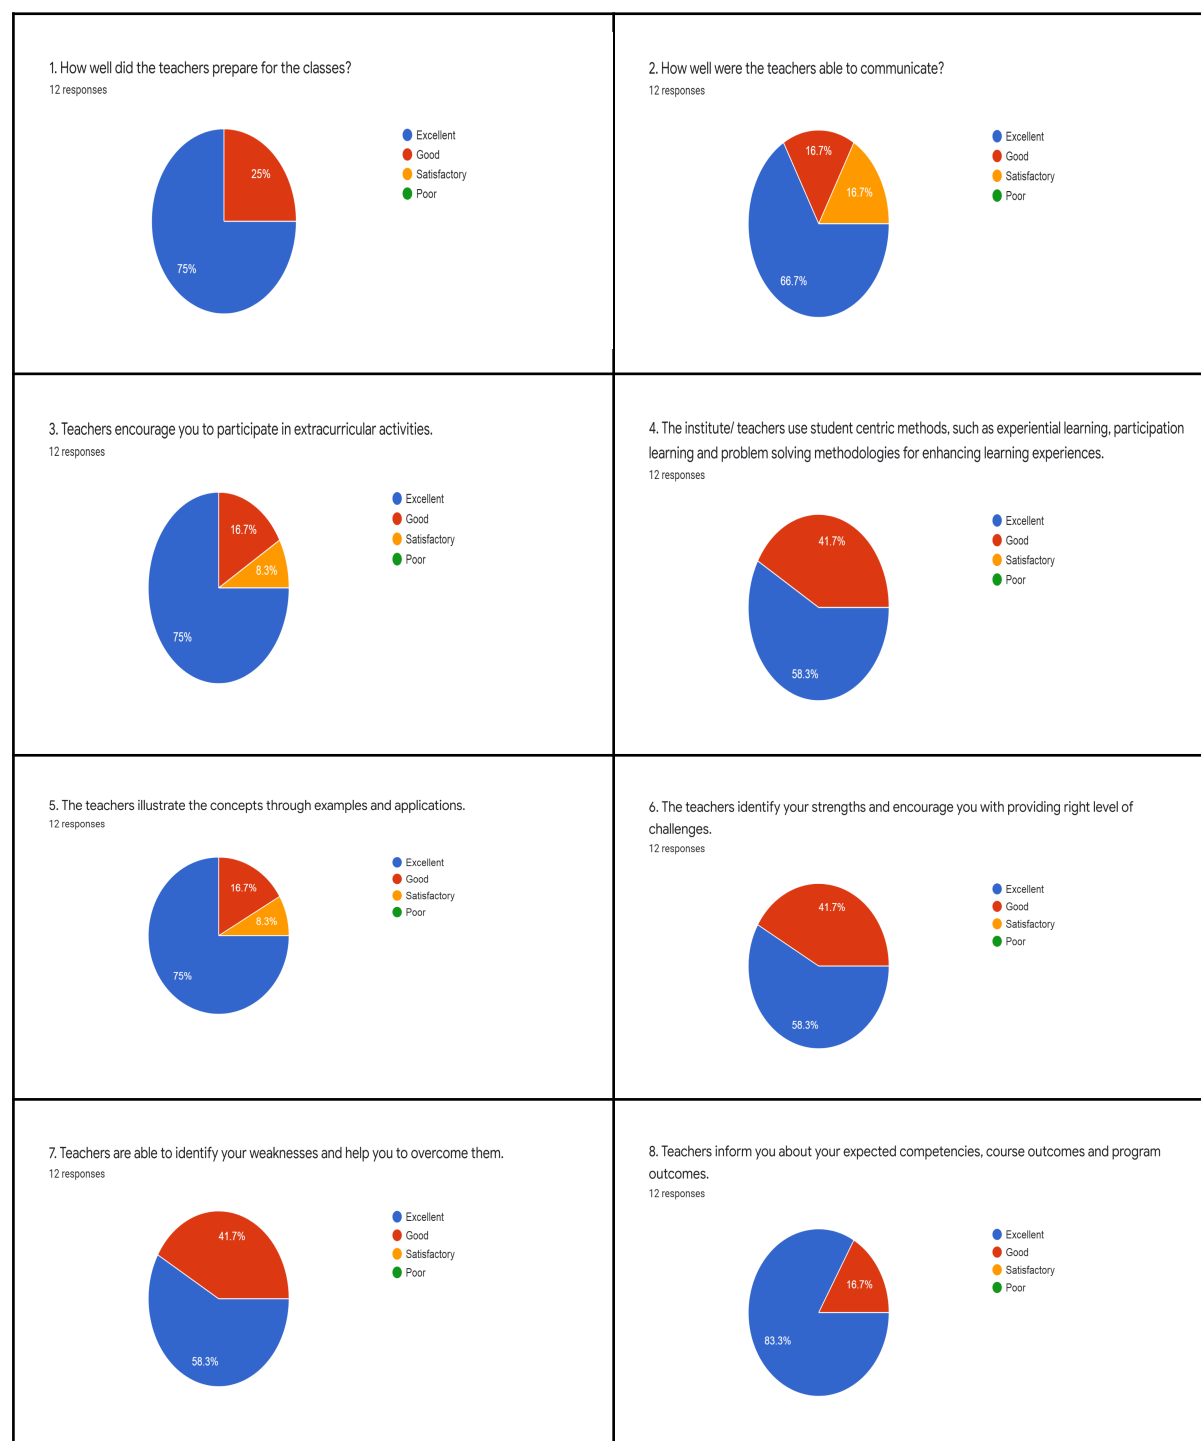 1. How well did the teachers prepare for the classes?
12 responses
Excellent
Good
Satisfactory
Poor
25%
75%
2. How well were the teachers able to communicate?
12 responses
Excellent
Good
Satisfactory
Poor
16.7%
16.7%
66.7%
3. Teachers encourage you to participate in extracurricular activities.
12 responses
Excellent
Good
Satisfactory
Poor
16.7%
8.3%
75%
4. The institute/ teachers use student centric methods, such as experiential learning, participation
learning and problem solving methodologies for enhancing learning experiences.
12 responses
Excellent
Good
Satisfactory
Poor
41.7%
58.3%
5. The teachers illustrate the concepts through examples and applications.
12 responses
Excellent
Good
Satisfactory
Poor
16.7%
8.3%
75%
6. The teachers identify your strengths and encourage you with providing right level of
challenges.
12 responses
Excellent
Good
Satisfactory
Poor
41.7%
58.3%
7. Teachers are able to identify your weaknesses and help you to overcome them.
12 responses
Excellent
Good
Satisfactory
Poor
41.7%
58.3%
8. Teachers inform you about your expected competencies, course outcomes and program
outcomes.
12 responses
Excellent
Good
Satisfactory
Poor
16.7%
83.3%